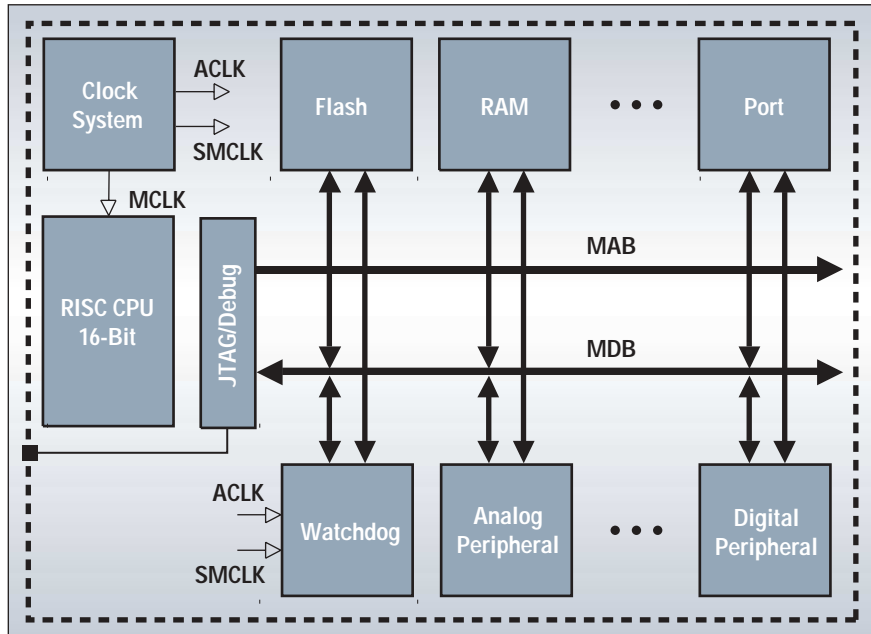 Clock
System
ACLK
SMCLK
Flash
RAM
Port
MCLK
RISC CPU
16-Bit
JTAG/Debug
MAB
MDB
ACLK
SMCLK
Watchdog
Analog
Peripheral
Digital
Peripheral